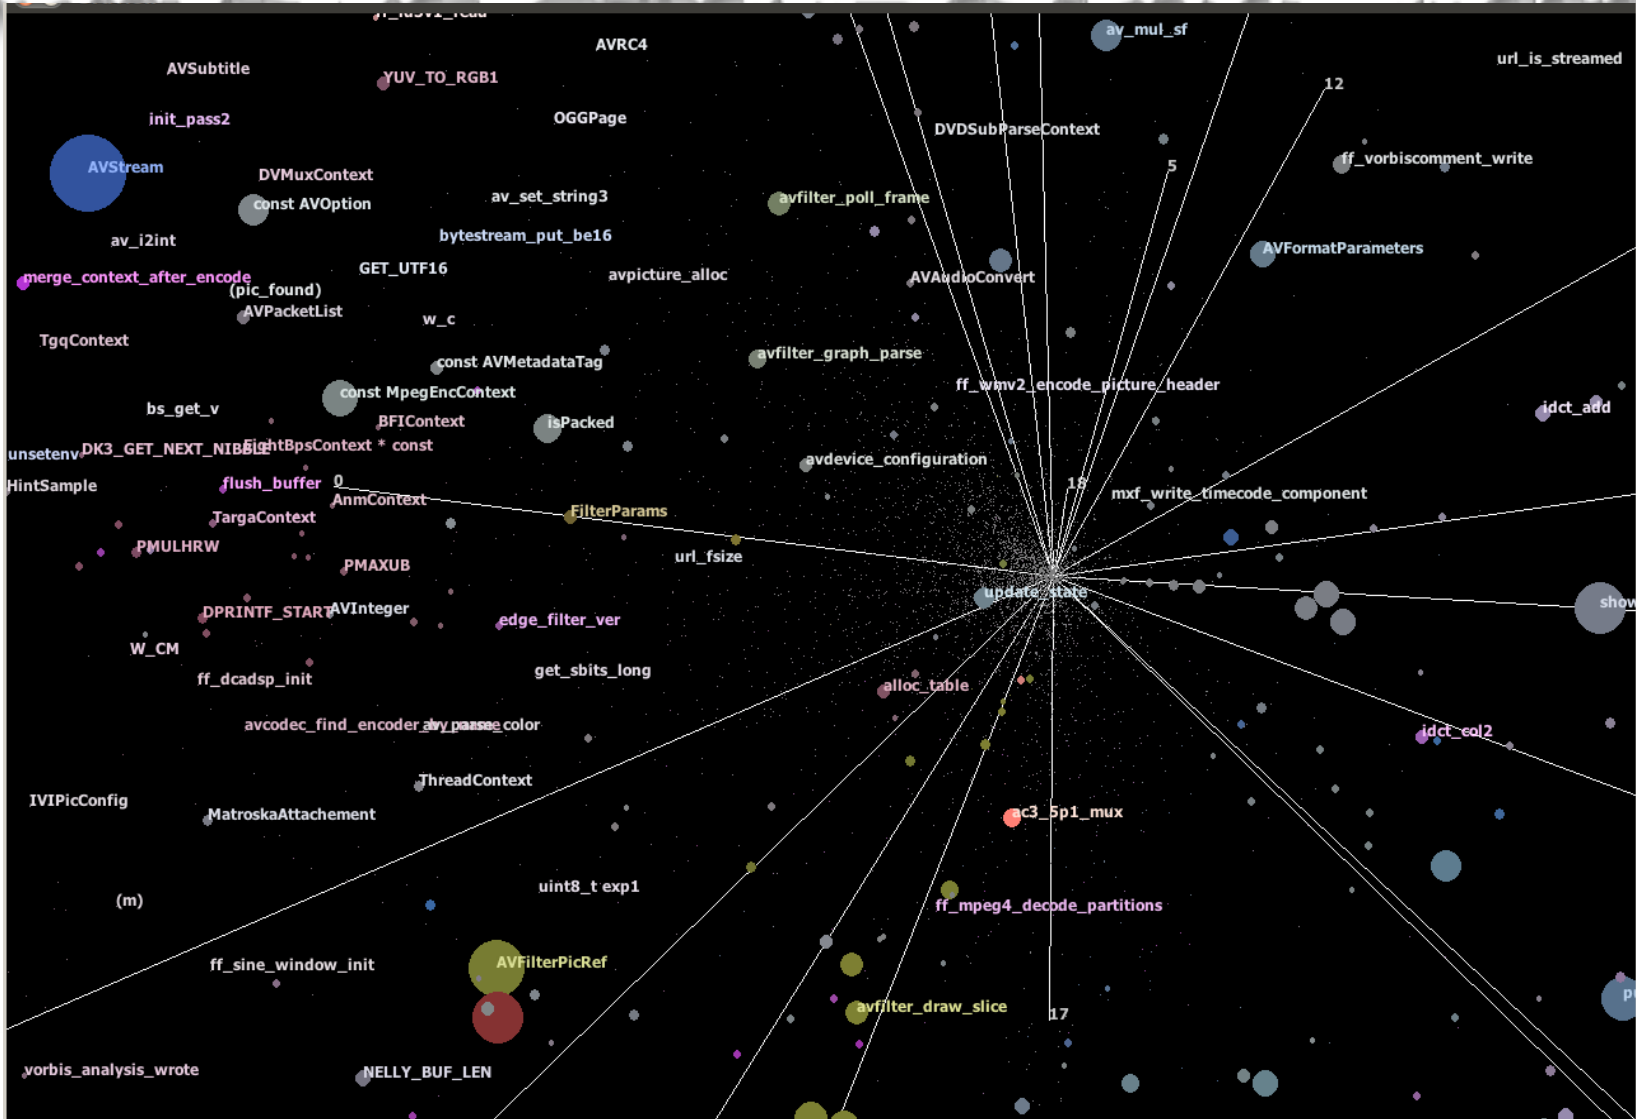 ff_id3v1_read
av_mul_sf
AVRC4
url_is_streamed
AVSubtitle
YUV_TO_RGB1
12
init_pass2
OGGPage
DVDSubParseContext
ff_vorbiscomment_write
AVStream
5
DVMuxContext
const AVOption
av_set_string3
avfilter_poll_frame
av_i2int
bytestream_put_be16
AVFormatParameters
GET_UTF16
merge_context_after_encode
avpicture_alloc
AVAudioConvert
(pic_found)
AVPacketList
w_c
TgqContext
avfilter_graph_parse
const AVMetadataTag
ff_wmv2_encode_picture_header
const MpegEncContext
bs_get_v
idct_add
BFIContext
isPacked
unsetenv
DK3_GET_NEXT_NIBBLE
EightBpsContext * const
avdevice_configuration
HintSample
flush_buffer
0
18
mxf_write_timecode_component
AnmContext
FilterParams
TargaContext
PMULHRW
url_fsize
PMAXUB
update_state
show
DPRINTF_START
AVInteger
edge_filter_ver
W_CM
get_sbits_long
ff_dcadsp_init
alloc_table
avcodec_find_encoder_by_name
av_parse_color
idct_col2
ThreadContext
IVIPicConfig
MatroskaAttachement
ac3_5p1_mux
uint8_t exp1
(m)
ff_mpeg4_decode_partitions
ff_sine_window_init
AVFilterPicRef
avfilter_draw_slice
17
vorbis_analysis_wrote
NELLY_BUF_LEN